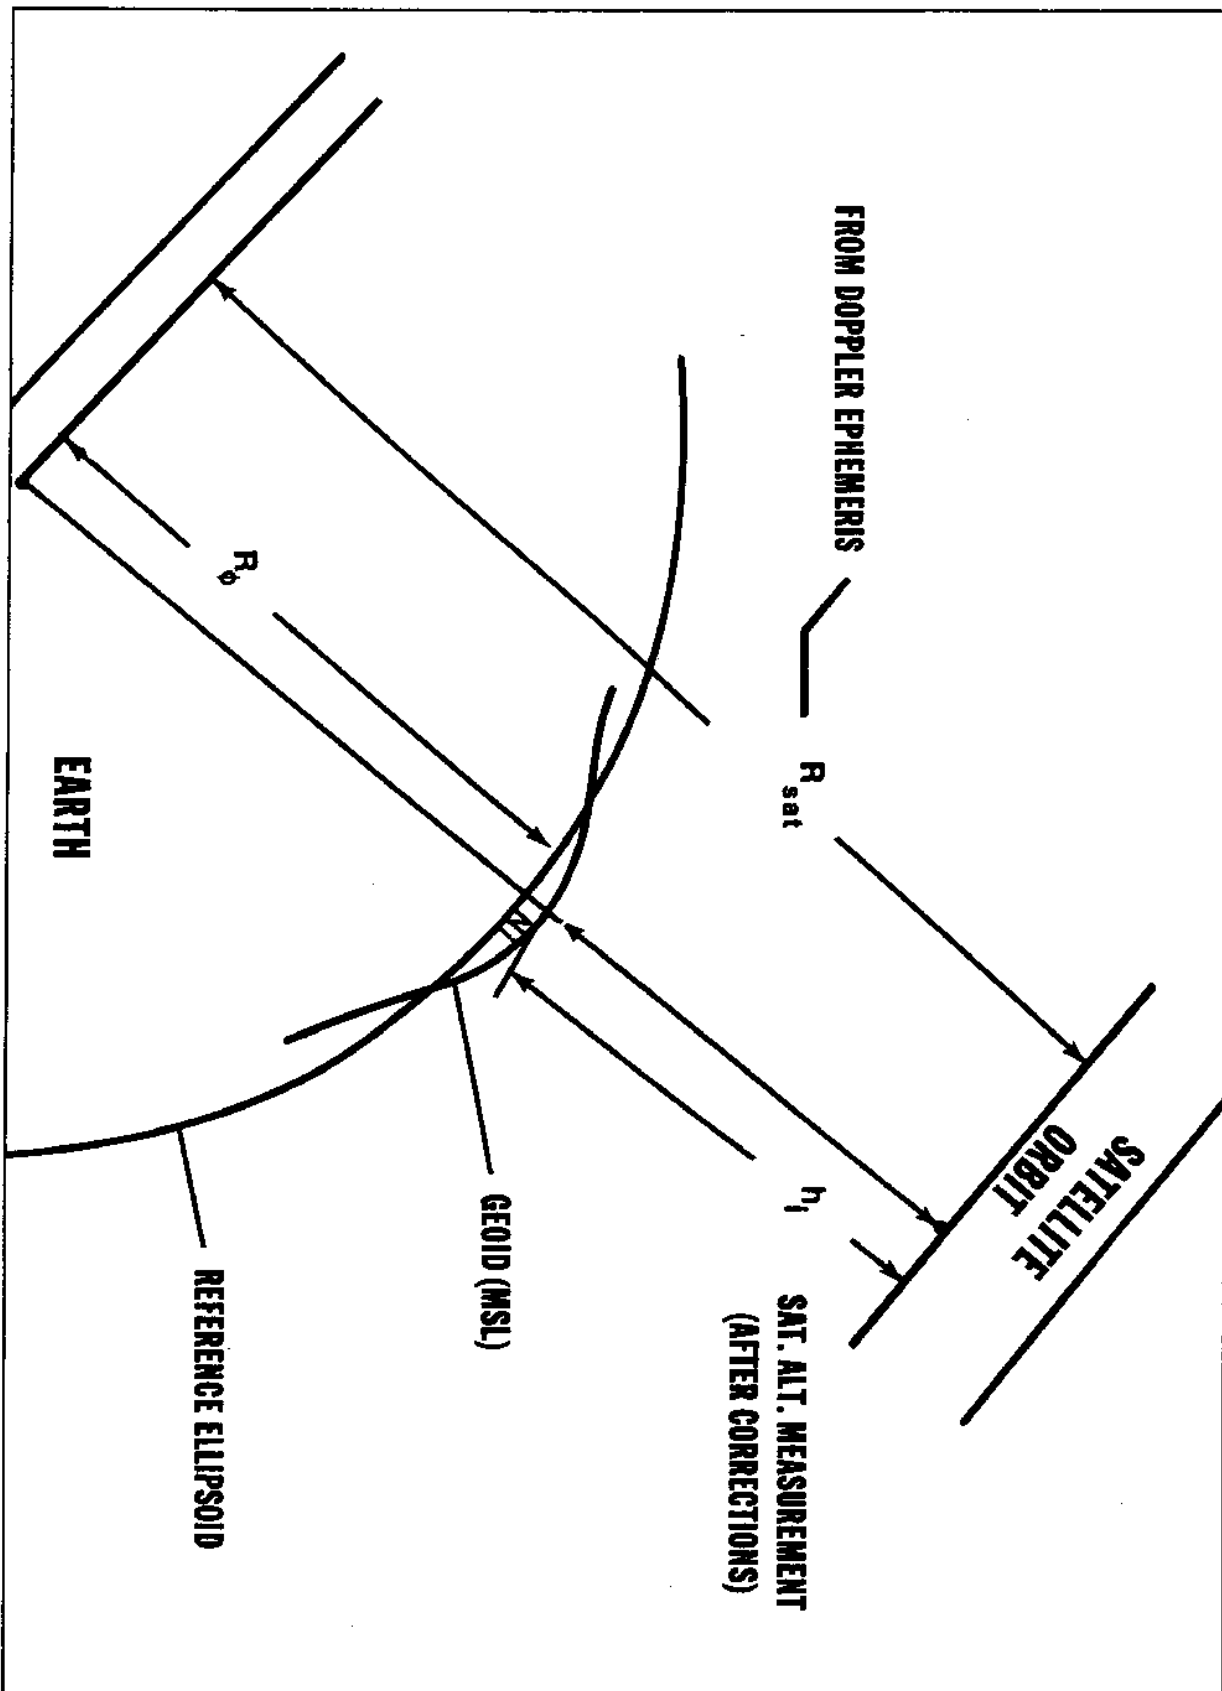 SATELLITE
ORBIT
FROM DOPPLER EPHEMERIS
R sat
h i
SAT. ALT. MEASUREMENT
(AFTER CORRECTIONS)
N
R φ
GEOID (MSL)
REFERENCE ELLIPSOID
EARTH